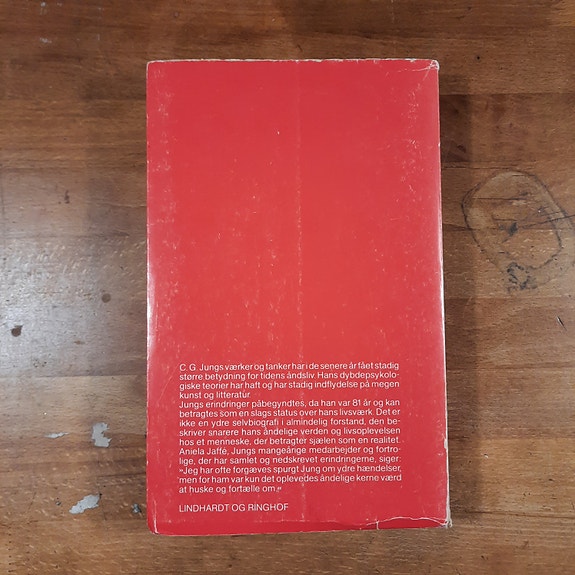 C. G. Jungs værker og tanker har i de senere år fået stadig
større betydning for tidens åndsliv. Hans dybdepsykolo-
giske teorier har haft og har stadig indflydelse på megen
kunst og litteratur.
Jungs erindringer påbegyndtes, da han var 81 år og kan
betragtes som en slags status over hans livsværk. Det er
ikke en ydre selvbiografi i almindelig forstand, den be-
skriver snarere hans åndelige verden og livsoplevelsen
hos et menneske, der betragter sjælen som en realitet.
Aniela Jaffé, Jungs mangeårige medarbejder og fortro-
lige, der har samlet og nedskrevet erindringerne, siger:
»Jeg har ofte forgæves spurgt Jung om ydre hændelser,
men for ham var kun det oplevedes åndelige kerne værd
at huske og fortælle om.«
LINDHARDT OG RINGHOF